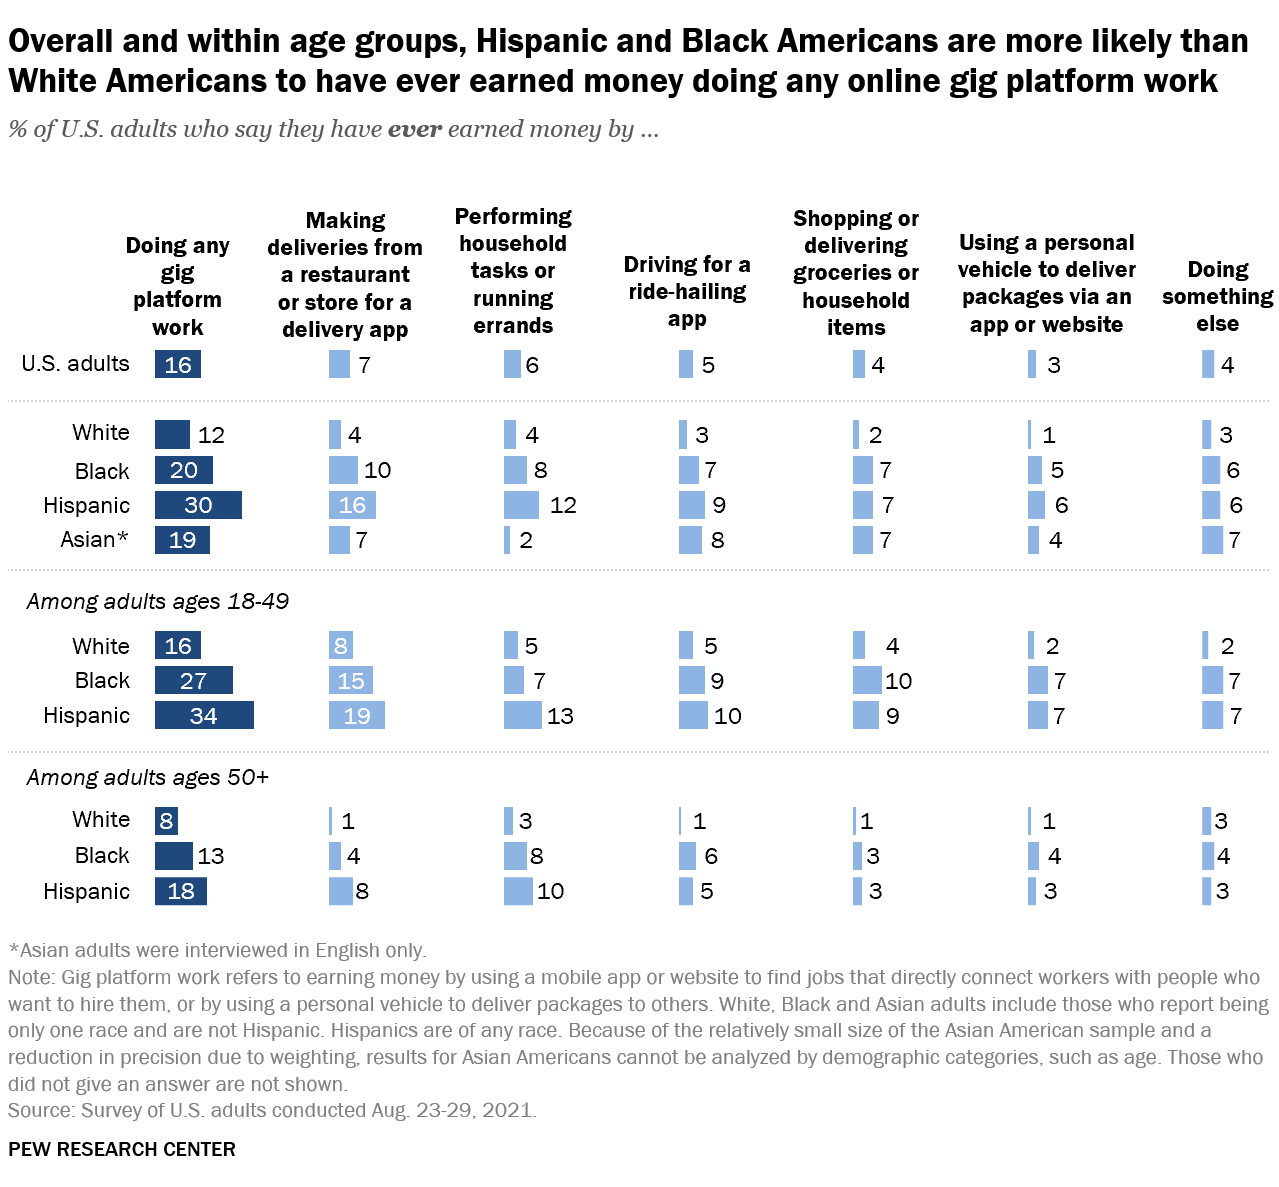 Overall and within age groups, Hispanic and Black Americans are more likely than
White Americans to have ever earned money doing any online gig platform work
% of U.S. adults who say they have ever earned money by ...
Doing any
gig
platform
work
Making
deliveries from
a restaurant
or store for a
delivery app
Performing
household
tasks or
running
errands
Driving for a
ride-hailing
app
Shopping or
delivering
groceries or
household
items
Using a personal
vehicle to deliver
packages via an
app or website
Doing
something
else
U.S. adults 16 7 6 5 4 3 4
White 12 4 4 3 2 1 3
Black 20 10 8 7 7 5 6
Hispanic 30 16 12 9 7 6 6
Asian* 19 7 2 8 7 4 7
Among adults ages 18-49
White 16 8 5 5 4 2 2
Black 27 15 7 9 10 7 7
Hispanic 34 19 13 10 9 7 7
Among adults ages 50+
White 8 1 3 1 1 1 3
Black 13 4 8 6 3 4 4
Hispanic 18 8 10 5 3 3 3
*Asian adults were interviewed in English only.
Note: Gig platform work refers to earning money by using a mobile app or website to find jobs that directly connect workers with people who
want to hire them, or by using a personal vehicle to deliver packages to others. White, Black and Asian adults include those who report being
only one race and are not Hispanic. Hispanics are of any race. Because of the relatively small size of the Asian American sample and a
reduction in precision due to weighting, results for Asian Americans cannot be analyzed by demographic categories, such as age. Those who
did not give an answer are not shown.
Source: Survey of U.S. adults conducted Aug. 23-29, 2021.
PEW RESEARCH CENTER